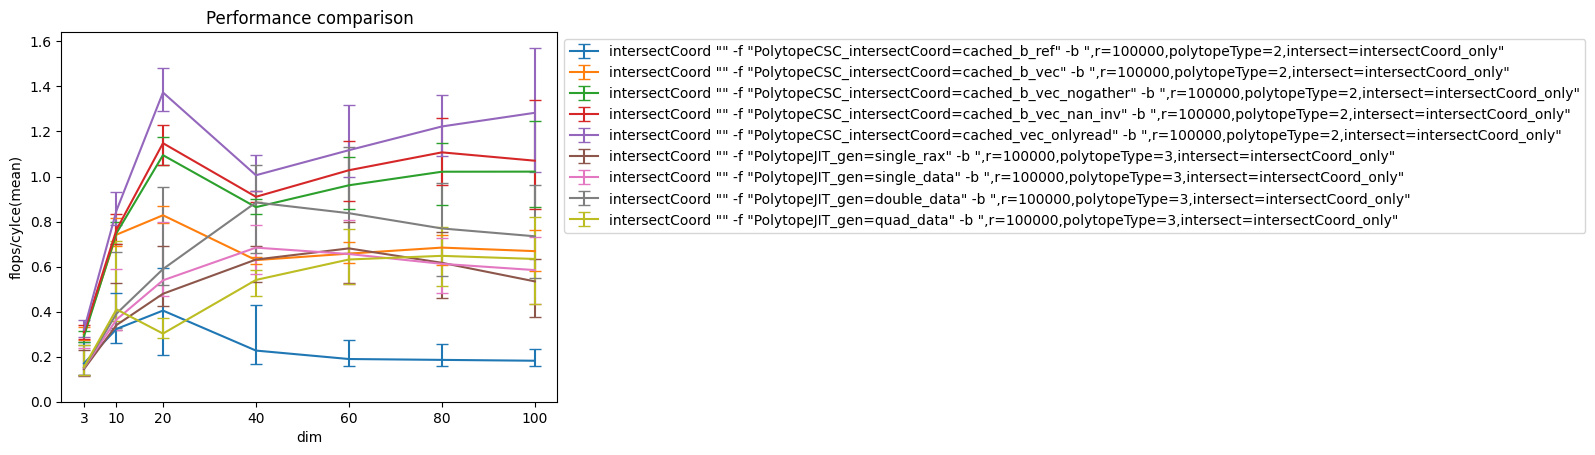 Performance comparison
flops/cylce(mean)
1.6
1.4
1.2
1.0
0.8
0.6
0.4
0.2
0.0
3 10 20 40 60 80 100
dim
intersectCoord "" -f "PolytopeCSC_intersectCoord=cached_b_ref" -b ",r=100000,polytopeType=2,intersect=intersectCoord_only"
intersectCoord "" -f "PolytopeCSC_intersectCoord=cached_b_vec" -b ",r=100000,polytopeType=2,intersect=intersectCoord_only"
intersectCoord "" -f "PolytopeCSC_intersectCoord=cached_b_vec_nogather" -b ",r=100000,polytopeType=2,intersect=intersectCoord_only"
intersectCoord "" -f "PolytopeCSC_intersectCoord=cached_b_vec_nan_inv" -b ",r=100000,polytopeType=2,intersect=intersectCoord_only"
intersectCoord "" -f "PolytopeCSC_intersectCoord=cached_vec_onlyread" -b ",r=100000,polytopeType=2,intersect=intersectCoord_only"
intersectCoord "" -f "PolytopeJIT_gen=single_rax" -b ",r=100000,polytopeType=3,intersect=intersectCoord_only"
intersectCoord "" -f "PolytopeJIT_gen=single_data" -b ",r=100000,polytopeType=3,intersect=intersectCoord_only"
intersectCoord "" -f "PolytopeJIT_gen=double_data" -b ",r=100000,polytopeType=3,intersect=intersectCoord_only"
intersectCoord "" -f "PolytopeJIT_gen=quad_data" -b ",r=100000,polytopeType=3,intersect=intersectCoord_only"